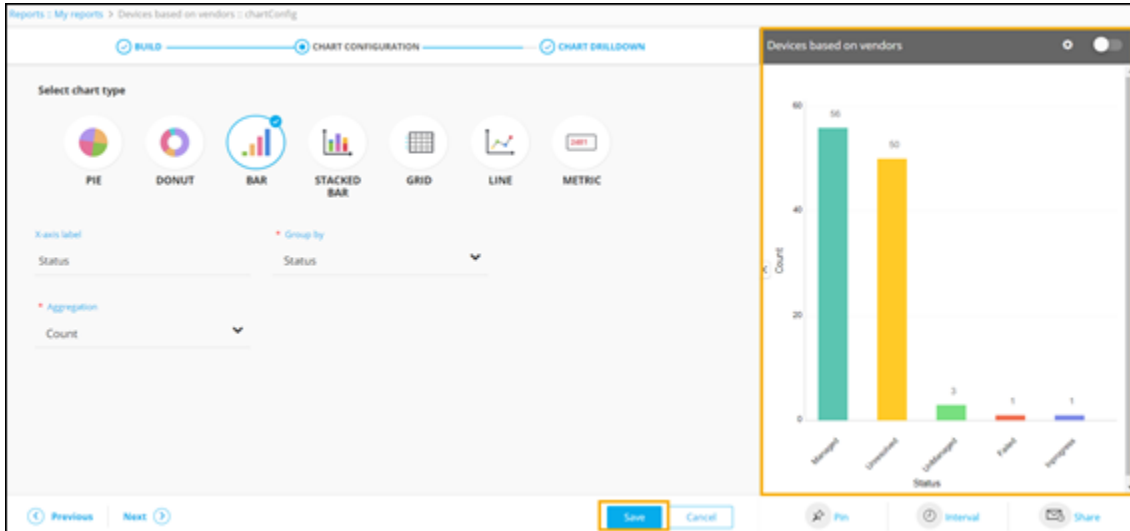 Reports :: My reports > Devices based on vendors :: chartConfig
BUILD
CHART CONFIGURATION
CHART DRILLDOWN
Select chart type
PIE
DONUT
BAR
STACKED BAR
GRID
LINE
METRIC
X-axis label
* Group by
Status
Status
* Aggregation
Count
Previous
Next
Save
Cancel
Devices based on vendors
60
56
50
40
Count
20
3
1
1
0
Managed
Unresolved
UnManaged
Failed
Inprogress
Status
Pin
Interval
Share